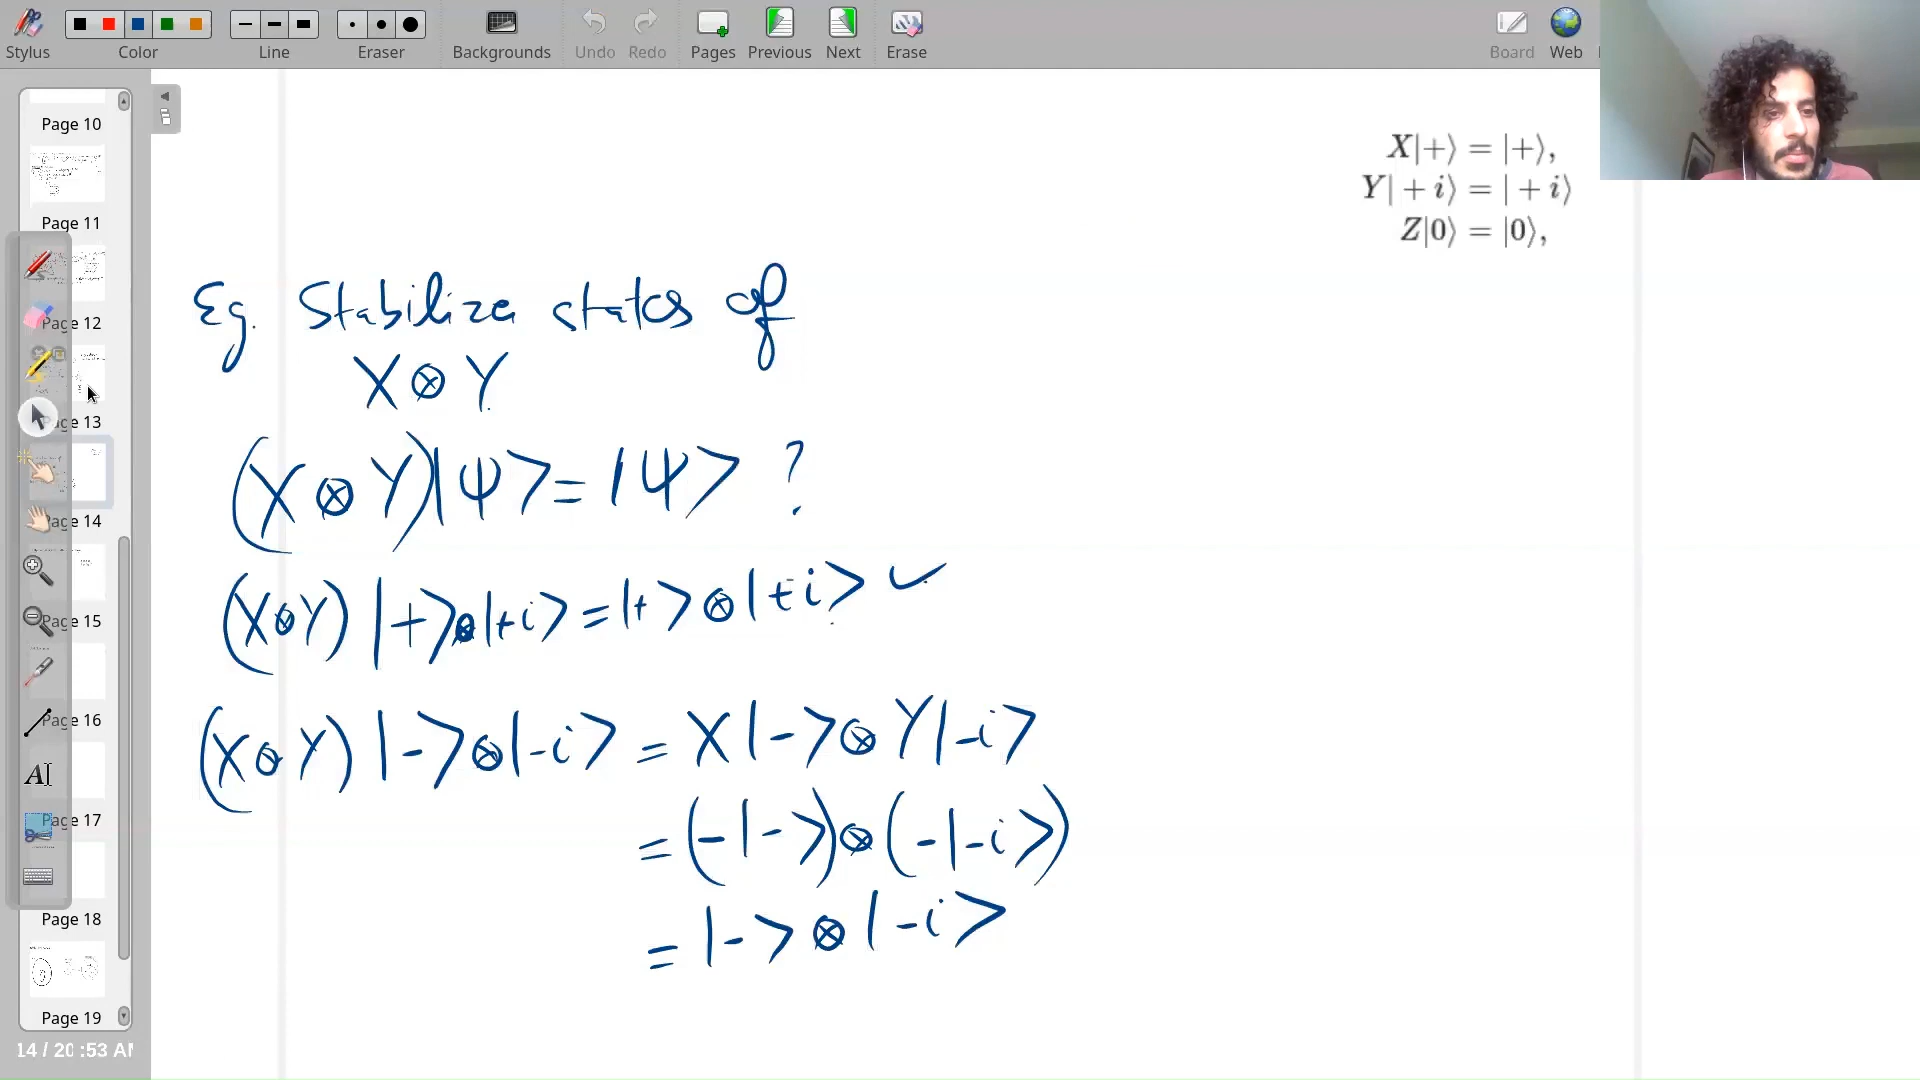 Stylus Color Line Eraser Backgrounds Undo Redo Pages Previous Next Erase Board Web
Page 10
Page 11
Page 12
Page 13
Page 14
Page 15
Page 16
Page 17
Page 18
Page 19
14 / 20
X|+⟩ = |+⟩,
Y| + i⟩ = | + i⟩
Z|0⟩ = |0⟩,
Eg. Stabilize states of
X ⊗ Y
(X ⊗ Y)|ψ> = |ψ> ?
(X⊗Y) |+>⊗|+i> = |+>⊗|+i> ✓
(X⊗Y) |->⊗|-i> = X|->⊗Y|-i>
= (-|->)⊗(-|-i>)
= |->⊗|-i>